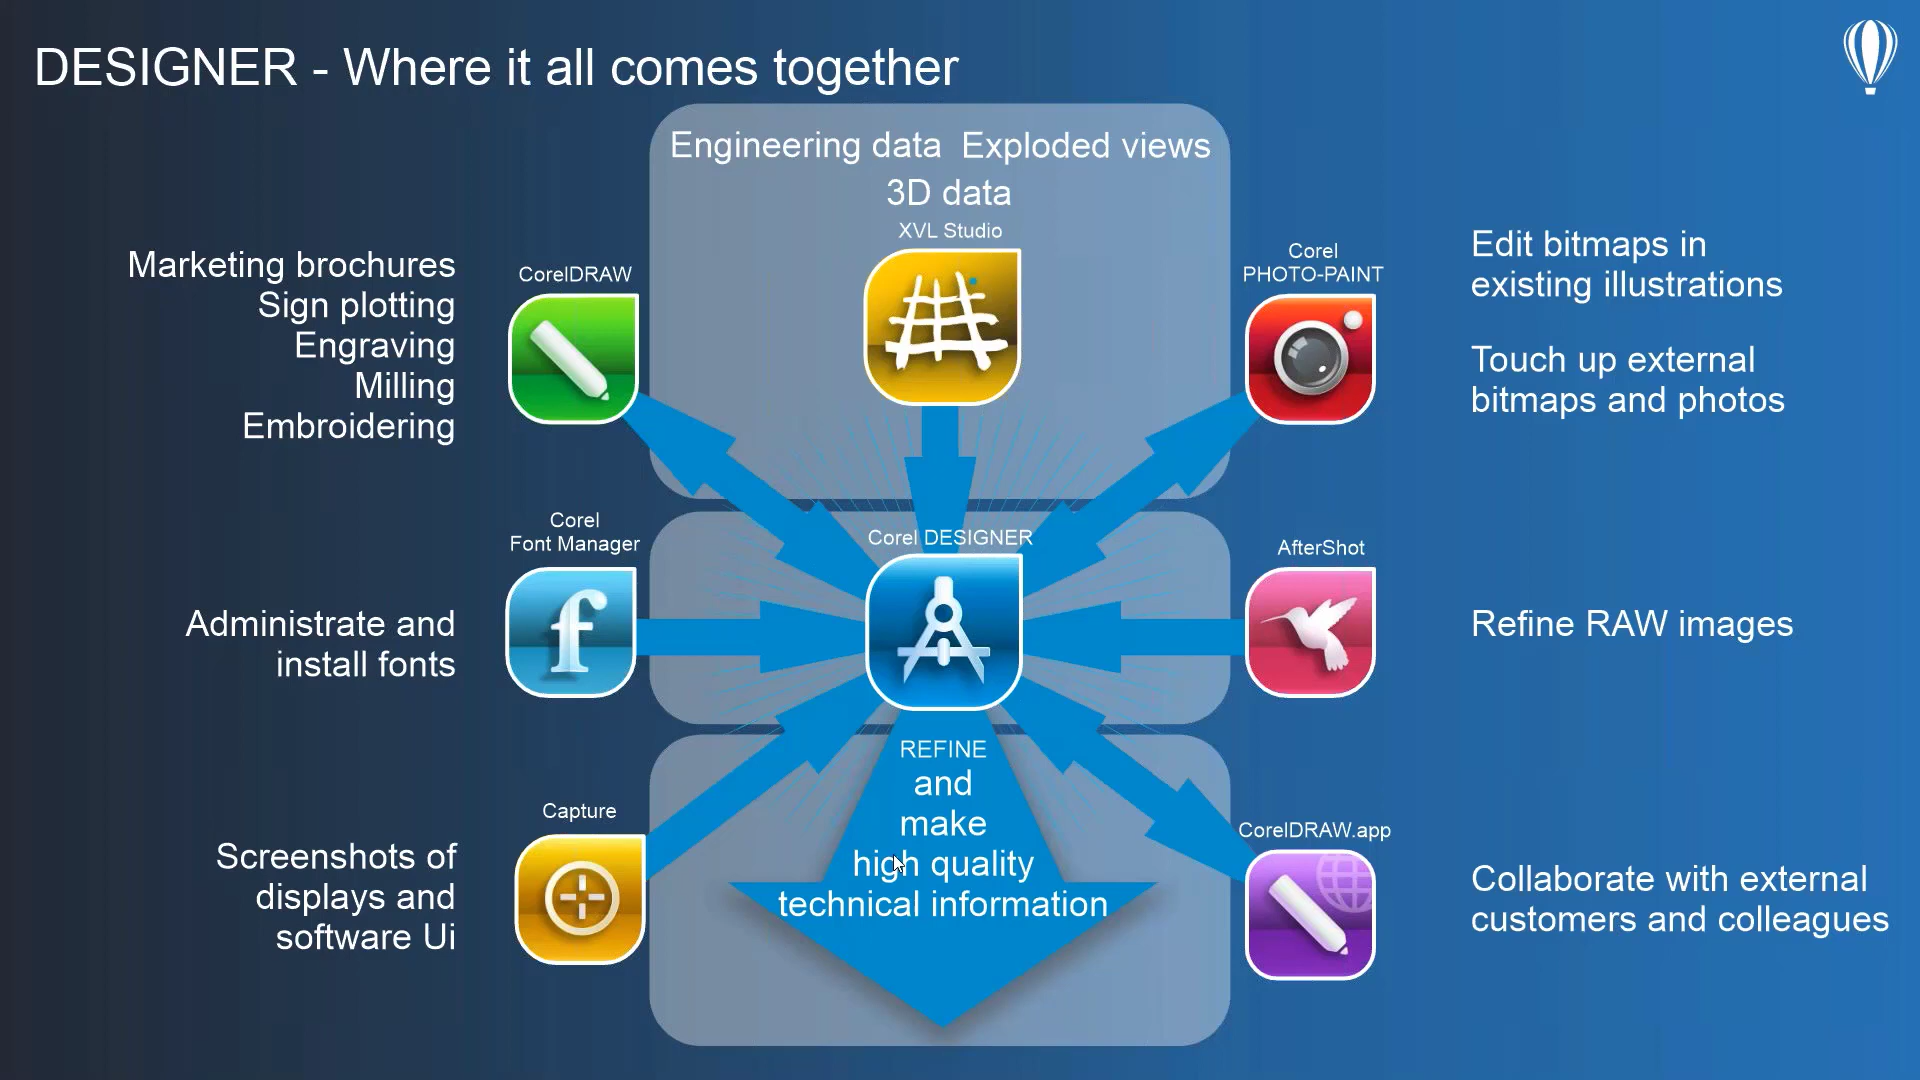 DESIGNER - Where it all comes together
Engineering data Exploded views
3D data
XVL Studio
Marketing brochures
Sign plotting
Engraving
Milling
Embroidering
CorelDRAW
Corel
PHOTO-PAINT
Edit bitmaps in
existing illustrations
Touch up external
bitmaps and photos
Corel
Font Manager
f
Administrate and
install fonts
Corel DESIGNER
AfterShot
Refine RAW images
Capture
Screenshots of
displays and
software Ui
REFINE
and
make
high quality
technical information
CorelDRAW.app
Collaborate with external
customers and colleagues